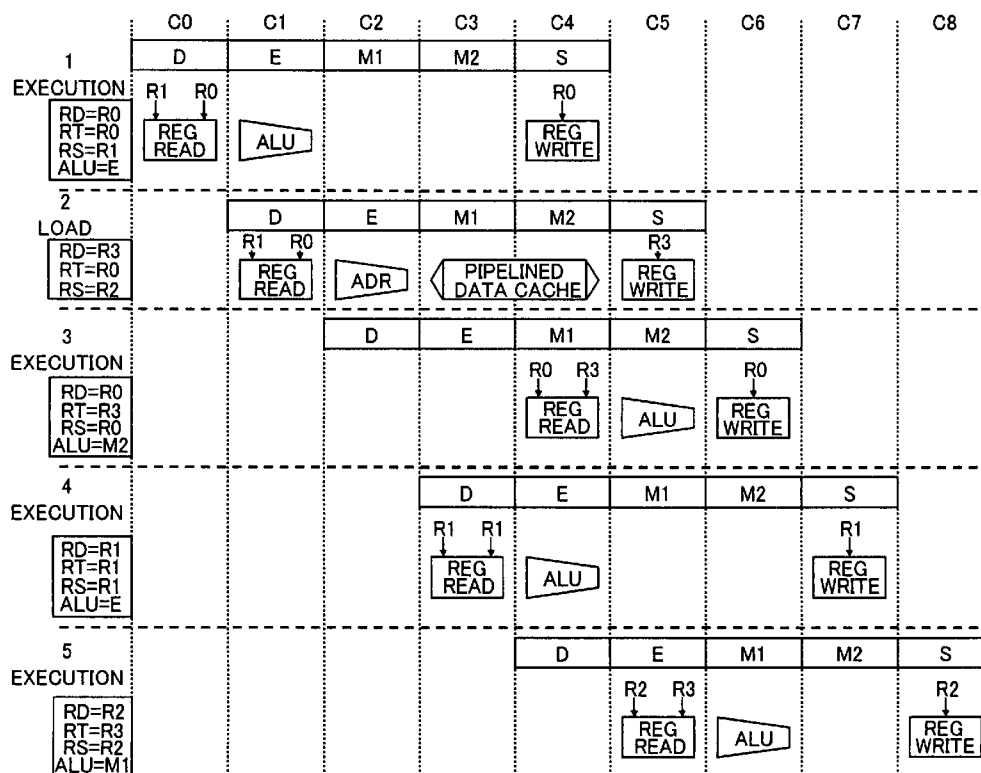 C0 C1 C2 C3 C4 C5 C6 C7 C8
D E M1 M2 S
1
EXECUTION
RD=R0
RT=R0
RS=R1
ALU=E
R1 R0
REG
READ
ALU
R0
REG
WRITE
2
LOAD
RD=R3
RT=R0
RS=R2
D E M1 M2 S
R1 R0
REG
READ
ADR
PIPELINED
DATA CACHE
R3
REG
WRITE
3
EXECUTION
RD=R0
RT=R3
RS=R0
ALU=M2
D E M1 M2 S
R0 R3
REG
READ
ALU
R0
REG
WRITE
4
EXECUTION
RD=R1
RT=R1
RS=R1
ALU=E
D E M1 M2 S
R1 R1
REG
READ
ALU
R1
REG
WRITE
5
EXECUTION
RD=R2
RT=R3
RS=R2
ALU=M1
D E M1 M2 S
R2 R3
REG
READ
ALU
R2
REG
WRITE